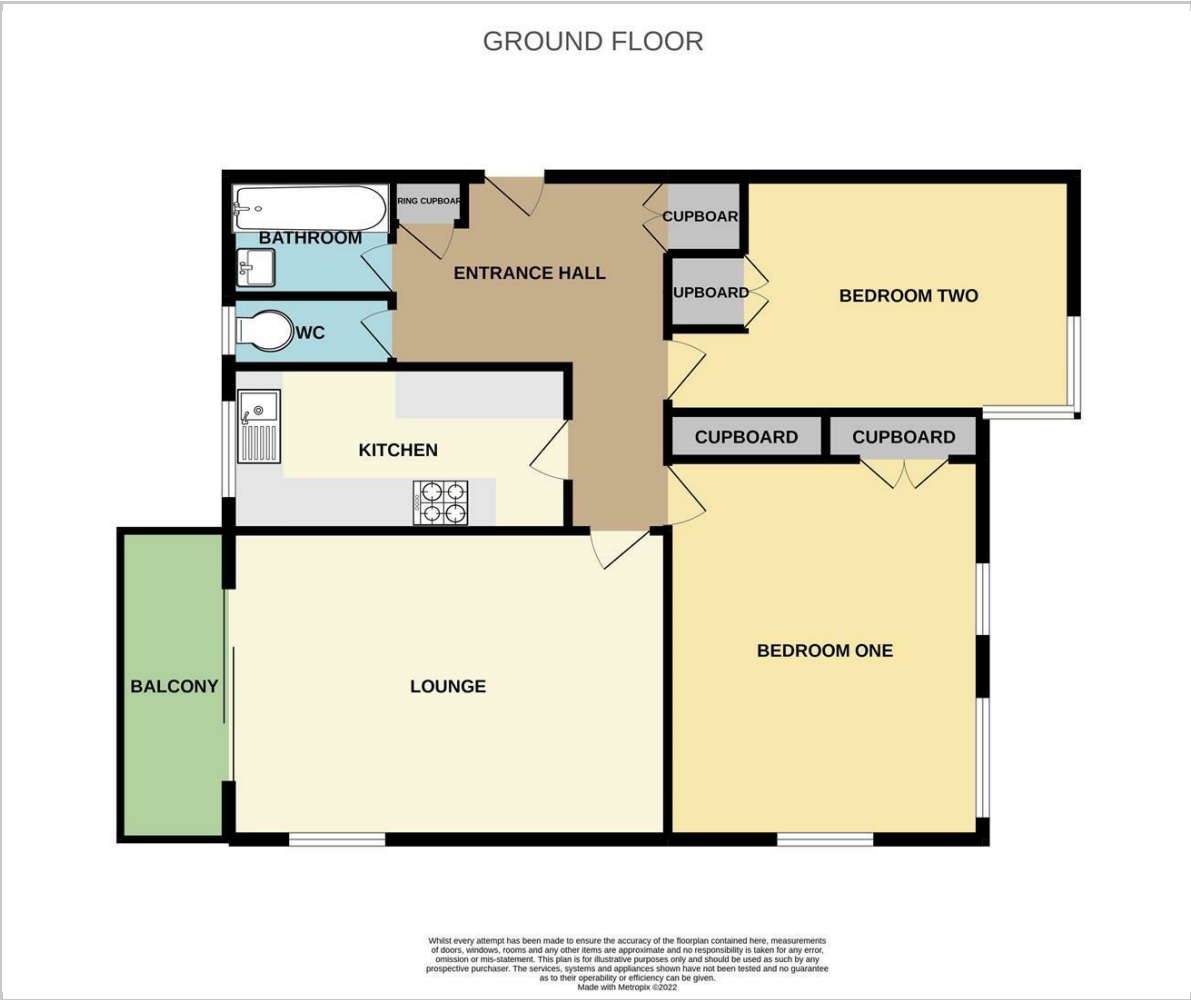 GROUND FLOOR
RING CUPBOAR
CUPBOAR
BATHROOM
ENTRANCE HALL
UPBOARD
BEDROOM TWO
WC
CUPBOARD
CUPBOARD
KITCHEN
BEDROOM ONE
BALCONY
LOUNGE
Whilst every attempt has been made to ensure the accuracy of the floorplan contained here, measurements
of doors, windows, rooms and any other items are approximate and no responsibility is taken for any error,
omission or mis-statement. This plan is for illustrative purposes only and should be used as such by any
prospective purchaser. The services, systems and appliances shown have not been tested and no guarantee
as to their operability or efficiency can be given.
Made with Metropix ©2022